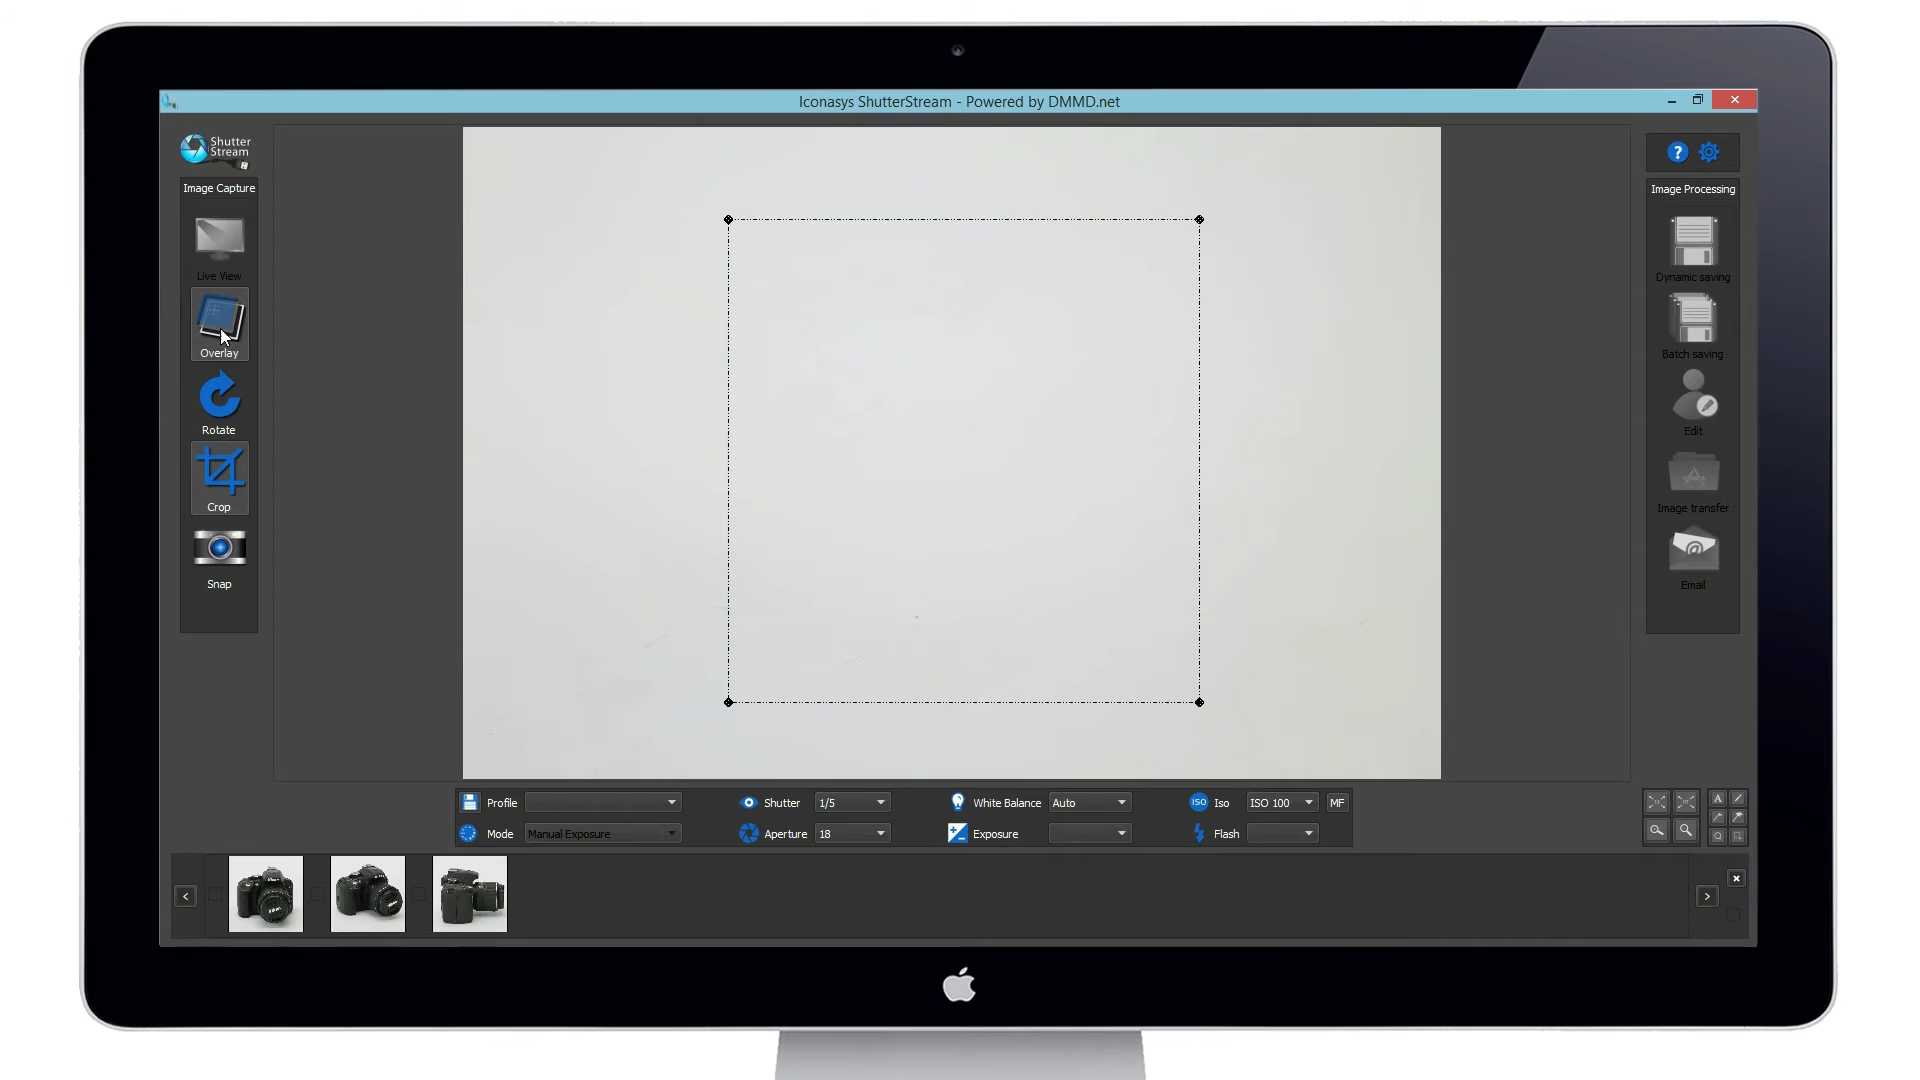 Iconasys ShutterStream - Powered by DMMD.net
Shutter
Stream
Image Capture
Live View
Overlay
Rotate
Crop
Snap
?
Image Processing
Dynamic saving
Batch saving
Edit
Image transfer
@
Email
Profile
Shutter 1/5
White Balance Auto
ISO Iso ISO 100 MF
Mode Manual Exposure
Aperture 18
Exposure
Flash
A
<
>